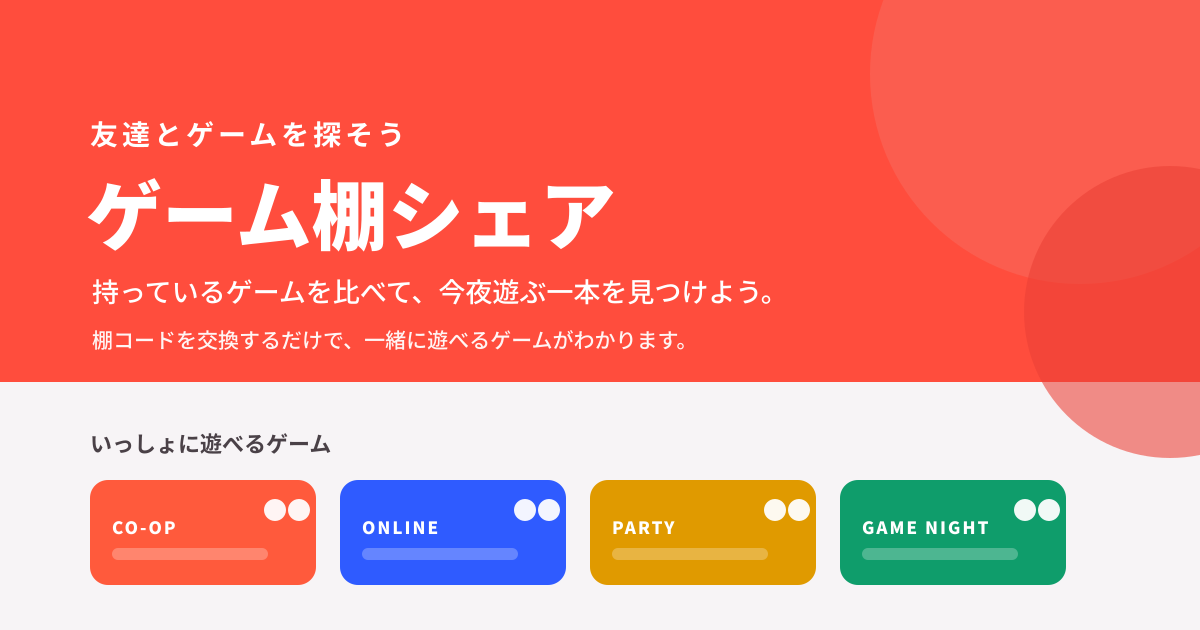 友達とゲームを探そう
ゲーム棚シェア
持っているゲームを比べて、今夜遊ぶ一本を見つけよう。
棚コードを交換するだけで、一緒に遊べるゲームがわかります。
いっしょに遊べるゲーム
CO-OP
ONLINE
PARTY
GAME NIGHT